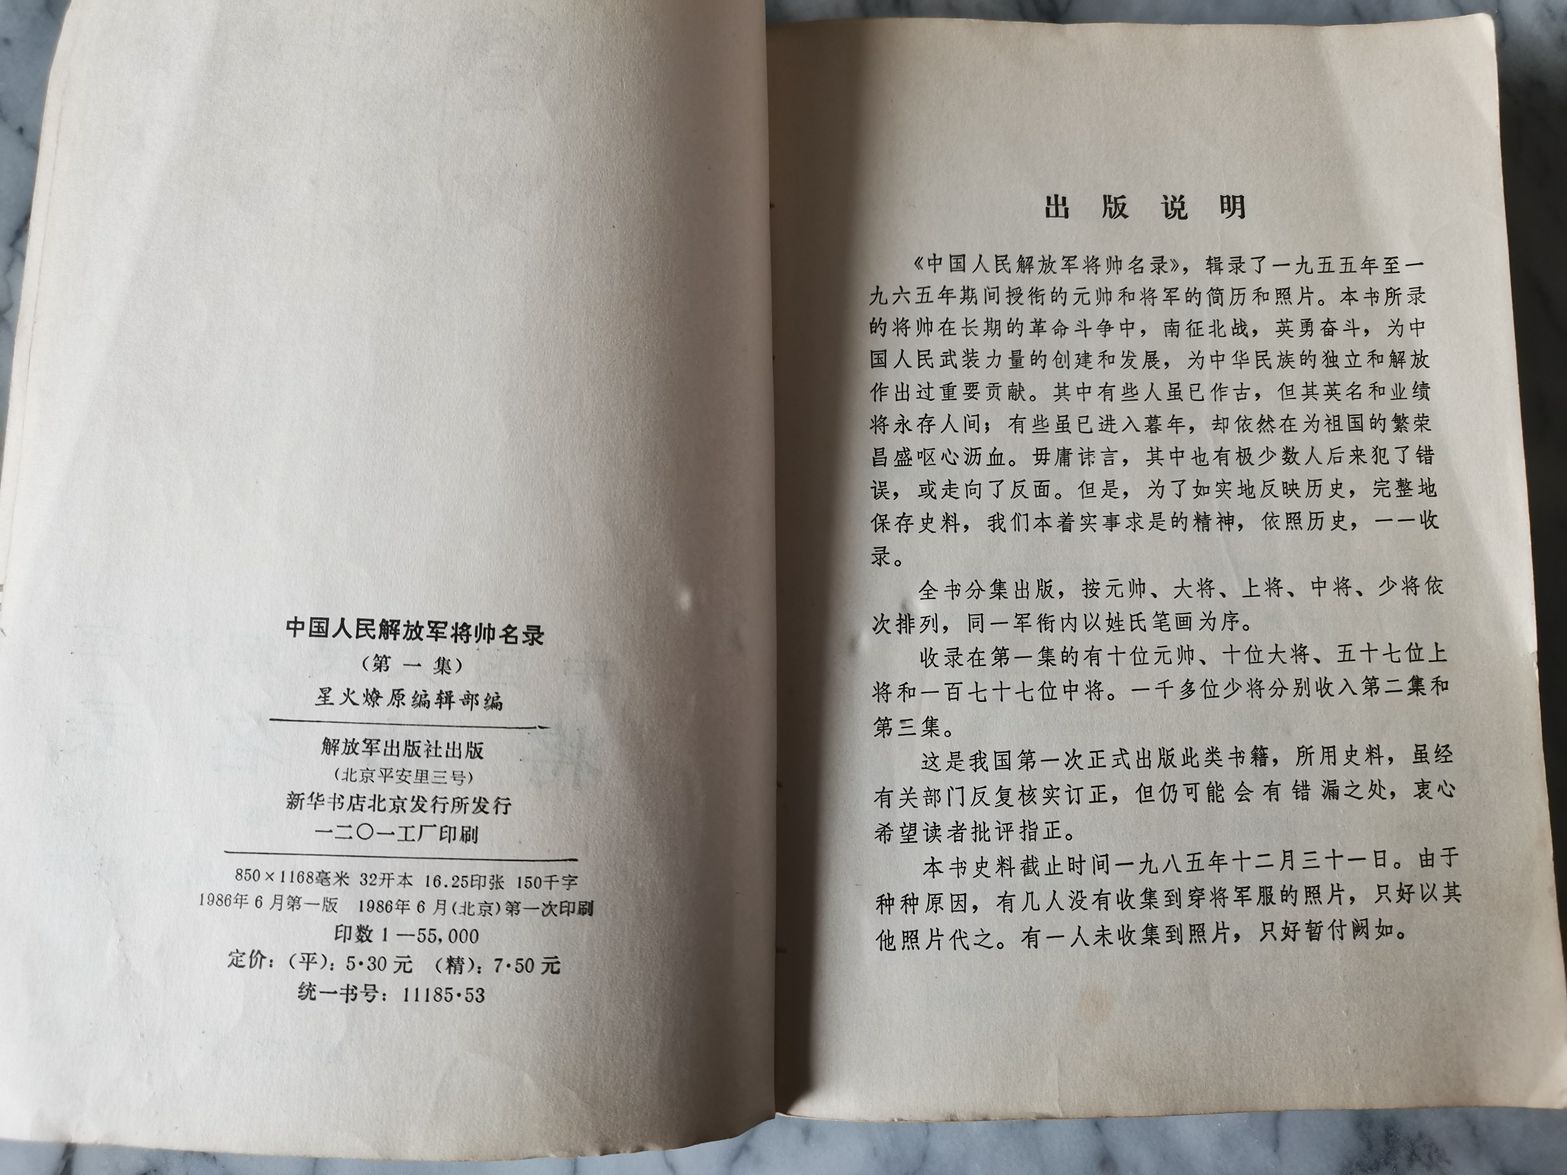 中国人民解放军将帅名录
（第一集）
星火燎原编辑部编
解放军出版社出版
（北京平安里三号）
新华书店北京发行所发行
一二〇一工厂印刷
850×1168毫米 32开本 16.25印张 150千字
1986年6月第一版 1986年6月(北京)第一次印刷
印数1—55,000
定价：(平)：5·30元 (精)：7·50元
统一书号：11185·53
出版说明
《中国人民解放军将帅名录》，辑录了一九五五年至一
九六五年期间授衔的元帅和将军的简历和照片。本书所录
的将帅在长期的革命斗争中，南征北战，英勇奋斗，为中
国人民武装力量的创建和发展，为中华民族的独立和解放
作出过重要贡献。其中有些人虽已作古，但其英名和业绩
将永存人间；有些虽已进入暮年，却依然在为祖国的繁荣
昌盛呕心沥血。毋庸讳言，其中也有极少数人后来犯了错
误，或走向了反面。但是，为了如实地反映历史，完整地
保存史料，我们本着实事求是的精神，依照历史，一一收
录。
全书分集出版，按元帅、大将、上将、中将、少将依
次排列，同一军衔内以姓氏笔画为序。
收录在第一集的有十位元帅、十位大将、五十七位上
将和一百七十七位中将。一千多位少将分别收入第二集和
第三集。
这是我国第一次正式出版此类书籍，所用史料，虽经
有关部门反复核实订正，但仍可能会有错漏之处，衷心
希望读者批评指正。
本书史料截止时间一九八五年十二月三十一日。由于
种种原因，有几人没有收集到穿将军服的照片，只好以其
他照片代之。有一人未收集到照片，只好暂付阙如。